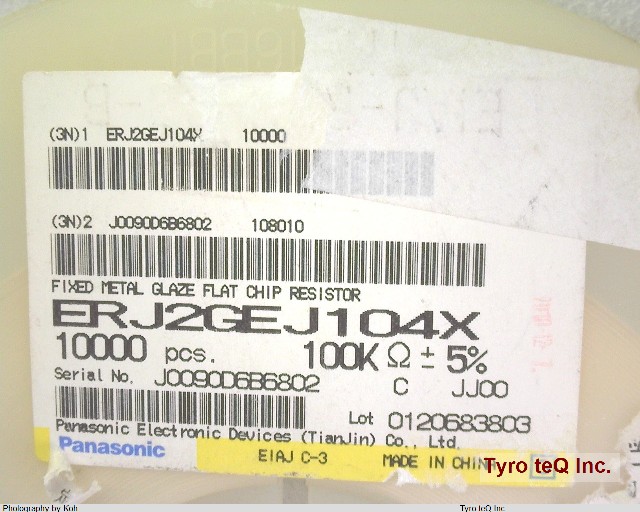 (3N)1 ERJ2GEJ104X 10000
(3N)2 J0090D6B6802 108010
FIXED METAL GLAZE FLAT CHIP RESISTOR
ERJ2GEJ104X
10000 pcs. 100K Ω ± 5%
Serial No. J0090D6B6802 C JJ00
Lot 0120683803
Panasonic Electronic Devices (TianJin) Co., Ltd.
Panasonic EIAJ C-3 MADE IN CHINA
Tyro teQ Inc.
Photography by Koh Tyro teQ Inc